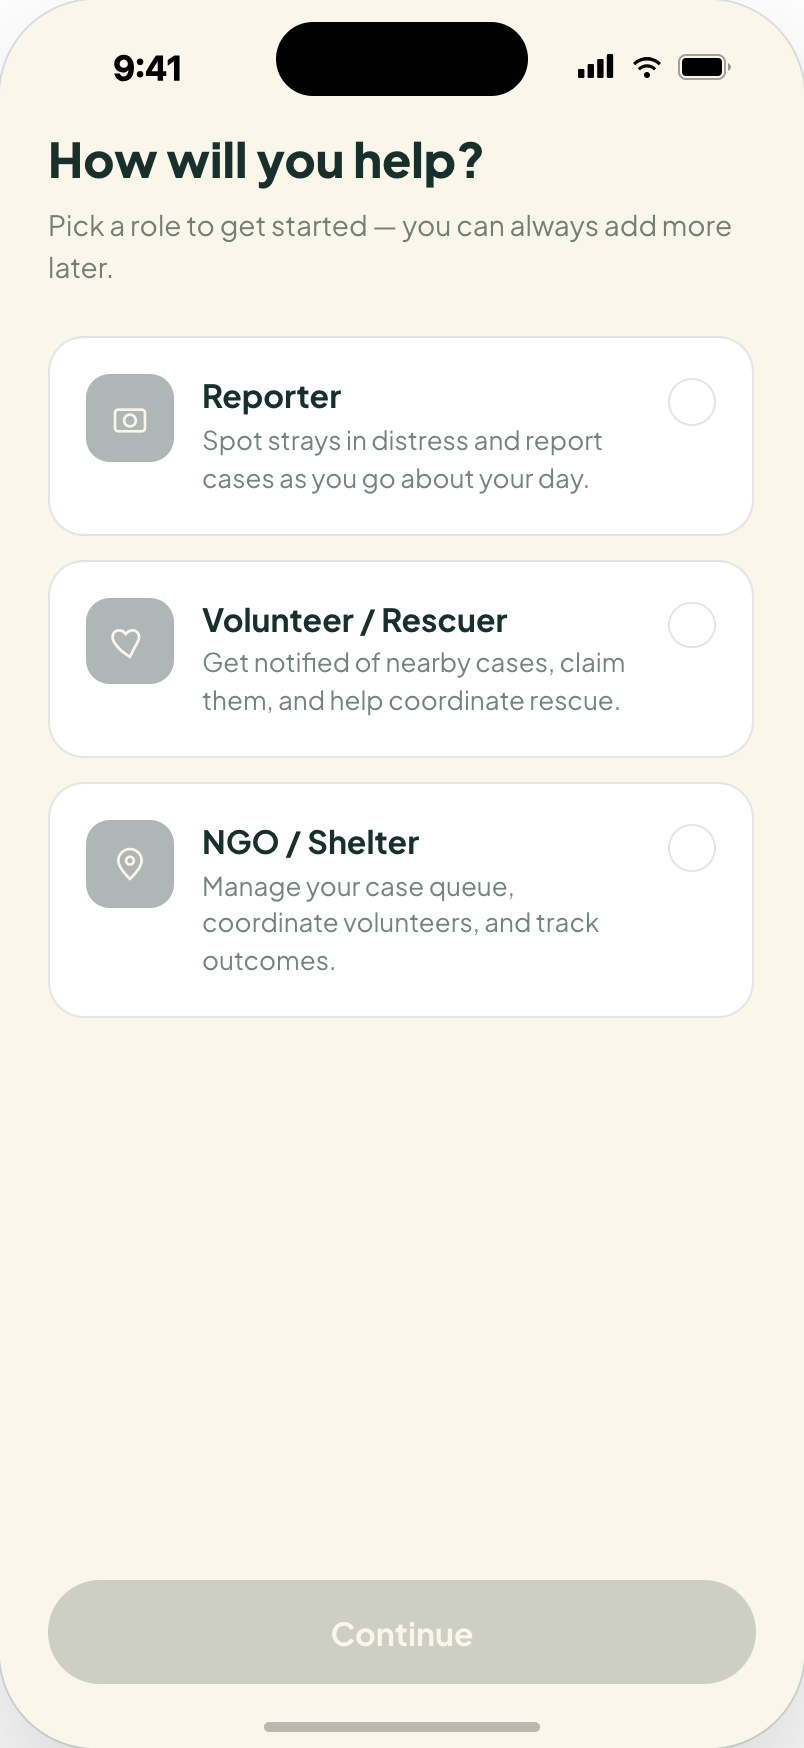 9:41
How will you help?
Pick a role to get started — you can always add more
later.
Reporter
Spot strays in distress and report
cases as you go about your day.
Volunteer / Rescuer
Get notified of nearby cases, claim
them, and help coordinate rescue.
NGO / Shelter
Manage your case queue,
coordinate volunteers, and track
outcomes.
Continue